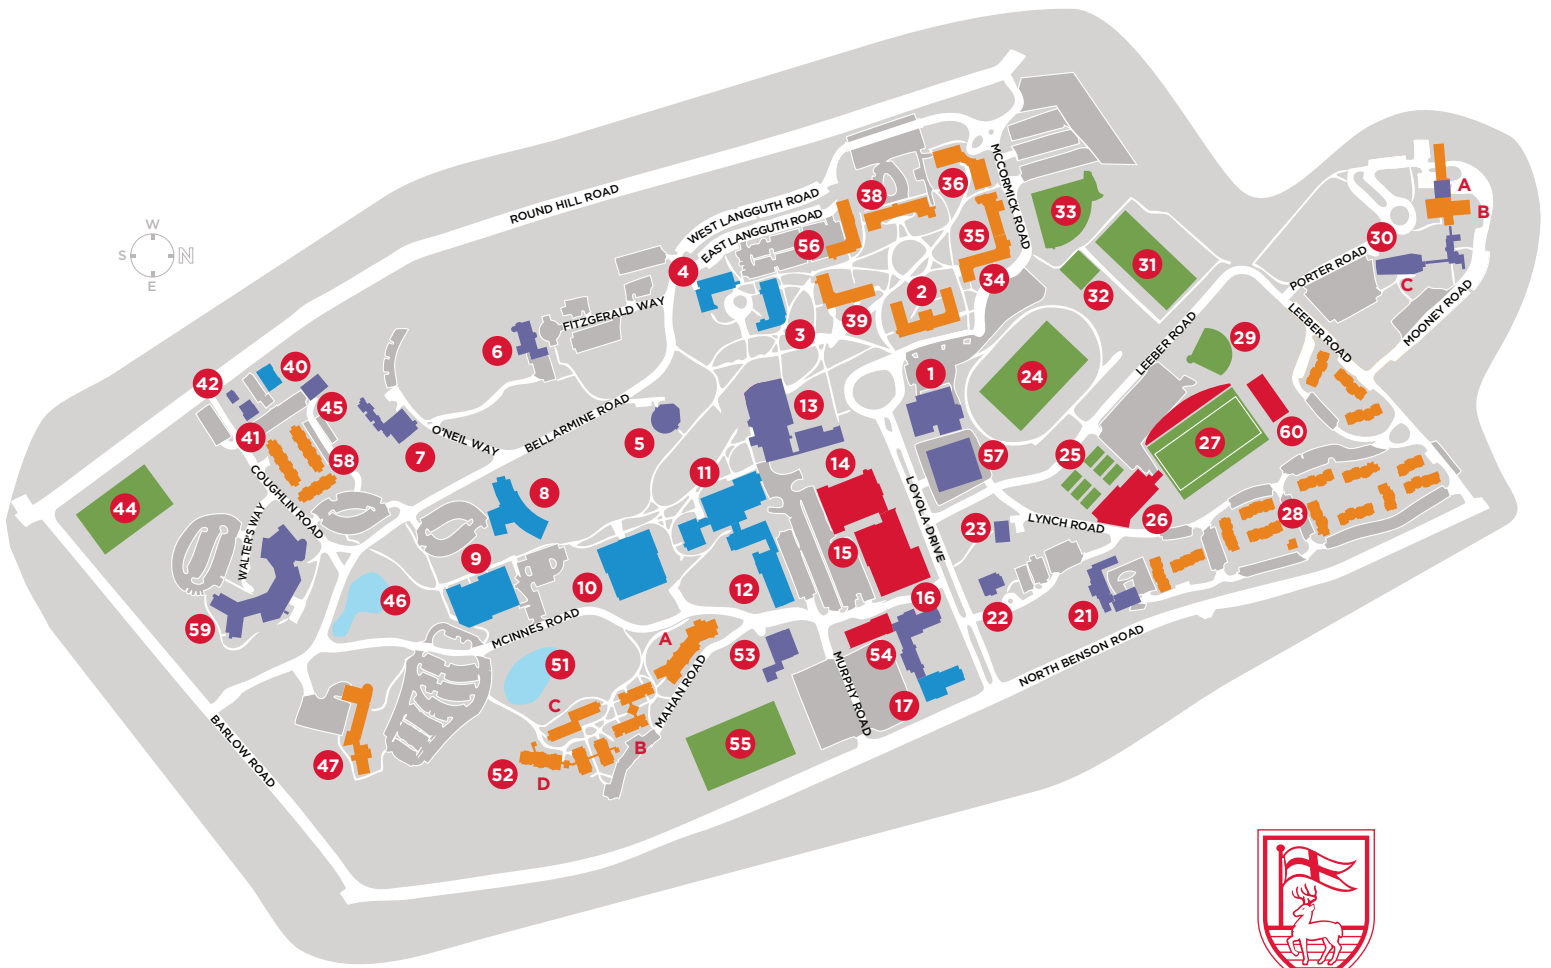 MCCORMICK ROAD
36
A
ROUND HILL ROAD
38
WEST LANGGUTH ROAD
33
B
W
S
N
E
EAST LANGGUTH ROAD
56
35
30
31
4
PORTER ROAD
34
C
2
32
FITZGERALD WAY
3
39
MOONEY ROAD
LEEBER ROAD
LEEBER ROAD
29
6
40
42
1
24
45
13
BELLARMINE ROAD
60
41
O'NEIL WAY
5
27
7
58
57
25
14
11
COUGHLIN ROAD
LOYOLA DRIVE
8
44
28
26
LYNCH ROAD
23
WALTER'S WAY
15
9
10
12
46
16
22
21
59
MCINNES ROAD
A
53
54
NORTH BENSON ROAD
51
MURPHY ROAD
MAHAN ROAD
C
17
BARLOW ROAD
55
B
47
52
D